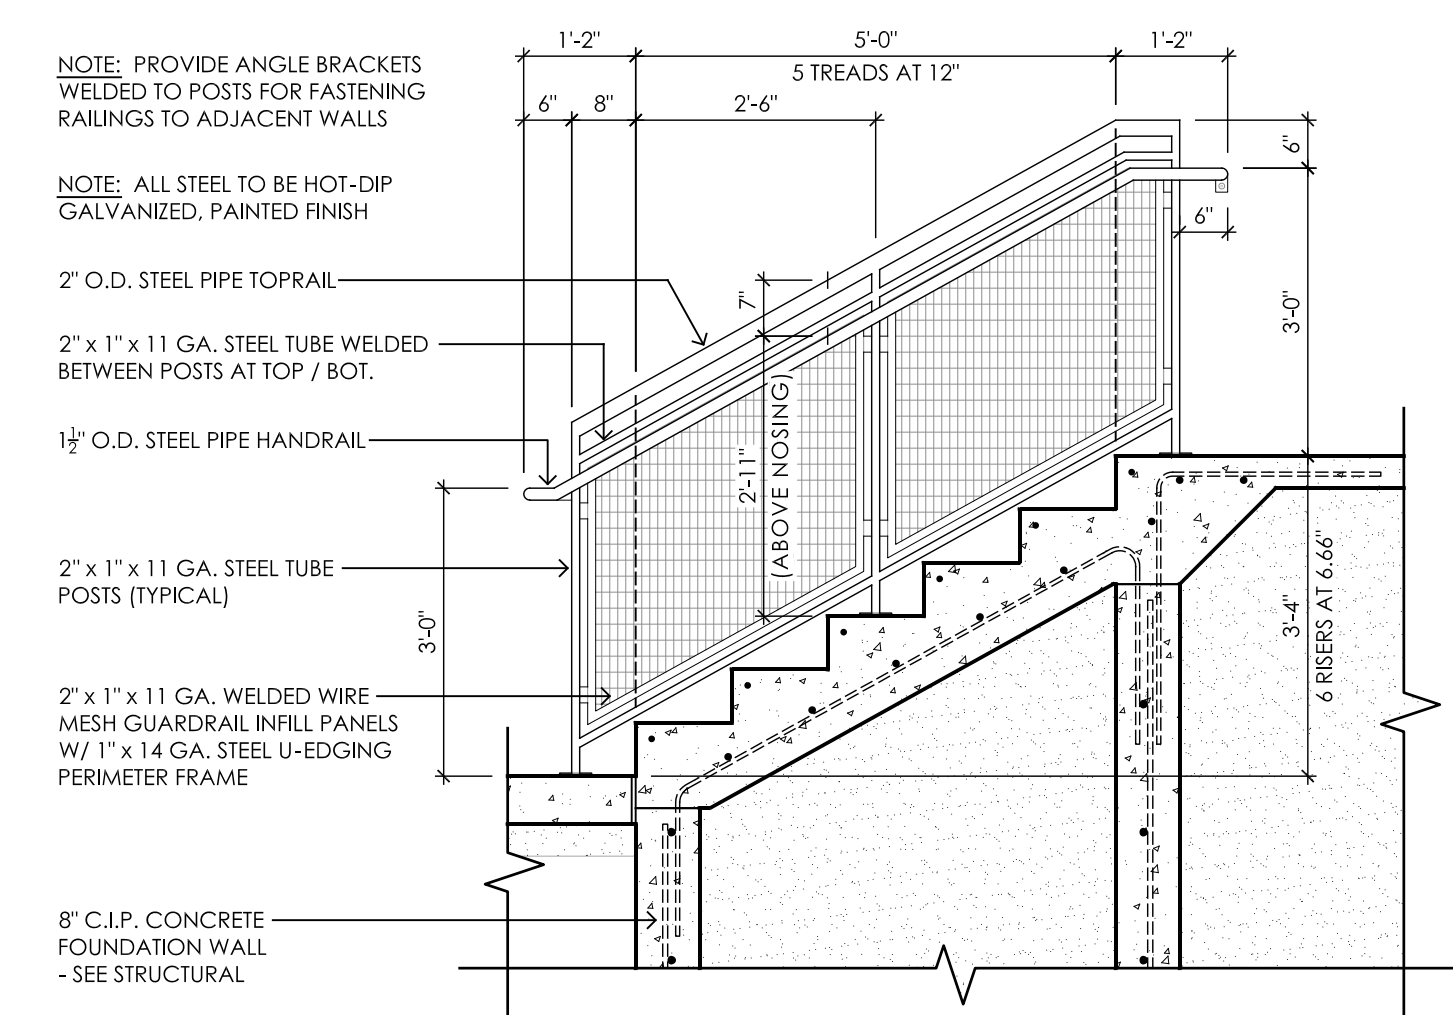 1'-2"
5'-0"
1'-2"
5 TREADS AT 12"
6"
8"
2'-6"
NOTE: PROVIDE ANGLE BRACKETS
WELDED TO POSTS FOR FASTENING
RAILINGS TO ADJACENT WALLS
NOTE: ALL STEEL TO BE HOT-DIP
GALVANIZED, PAINTED FINISH
2" O.D. STEEL PIPE TOPRAIL
2" x 1" x 11 GA. STEEL TUBE WELDED
BETWEEN POSTS AT TOP / BOT.
1½" O.D. STEEL PIPE HANDRAIL
2" x 1" x 11 GA. STEEL TUBE
POSTS (TYPICAL)
2" x 1" x 11 GA. WELDED WIRE
MESH GUARDRAIL INFILL PANELS
W/ 1" x 14 GA. STEEL U-EDGING
PERIMETER FRAME
8" C.I.P. CONCRETE
FOUNDATION WALL
- SEE STRUCTURAL
3'-0"
7"
2'-11"
(ABOVE NOSING)
6"
6"
3'-0"
3'-4"
6 RISERS AT 6.66"